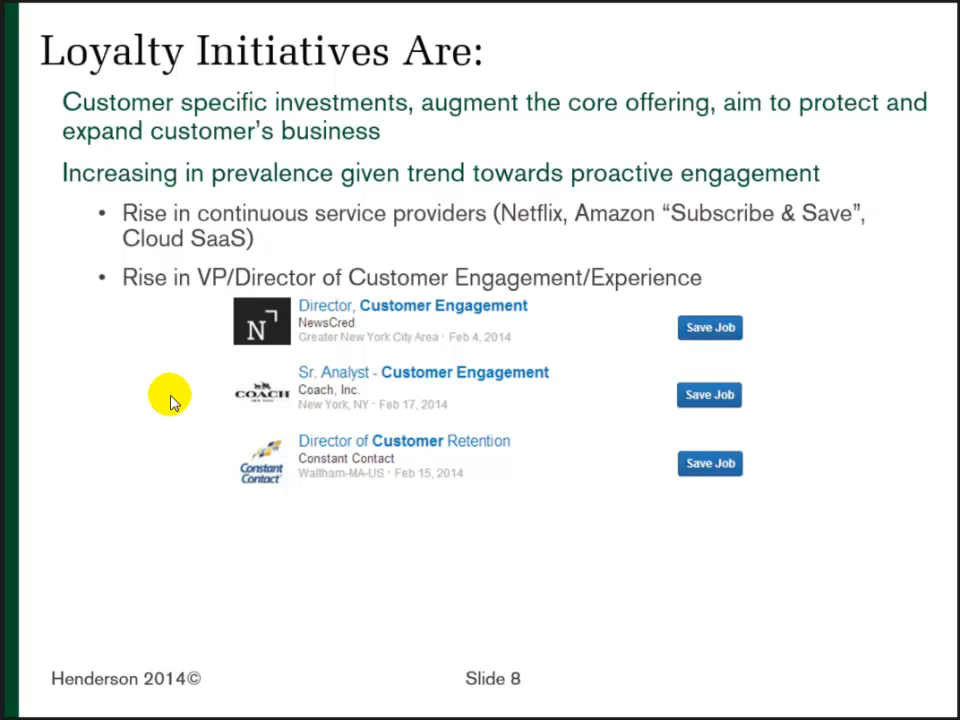 Loyalty Initiatives Are:
Customer specific investments, augment the core offering, aim to protect and
expand customer's business
Increasing in prevalence given trend towards proactive engagement
• Rise in continuous service providers (Netflix, Amazon “Subscribe & Save”,
Cloud SaaS)
• Rise in VP/Director of Customer Engagement/Experience
N
Director, Customer Engagement
NewsCred
Greater New York City Area · Feb 4, 2014
Save Job
COACH
Sr. Analyst - Customer Engagement
Coach, Inc.
New York, NY · Feb 17, 2014
Save Job
Constant
Contact
Director of Customer Retention
Constant Contact
Waltham-MA-US · Feb 15, 2014
Save Job
Henderson 2014©
Slide 8